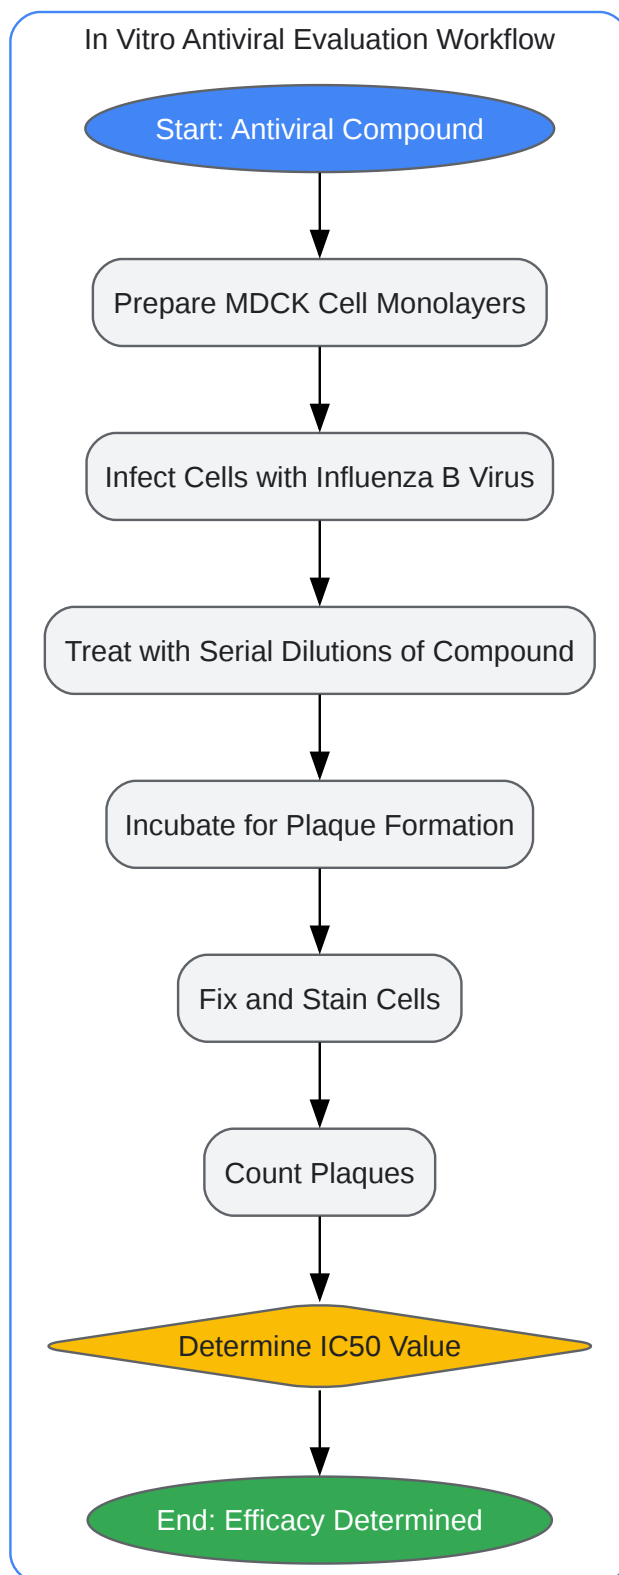 In Vitro Antiviral Evaluation Workflow
Start: Antiviral Compound
Prepare MDCK Cell Monolayers
Infect Cells with Influenza B Virus
Treat with Serial Dilutions of Compound
Incubate for Plaque Formation
Fix and Stain Cells
Count Plaques
Determine IC50 Value
End: Efficacy Determined